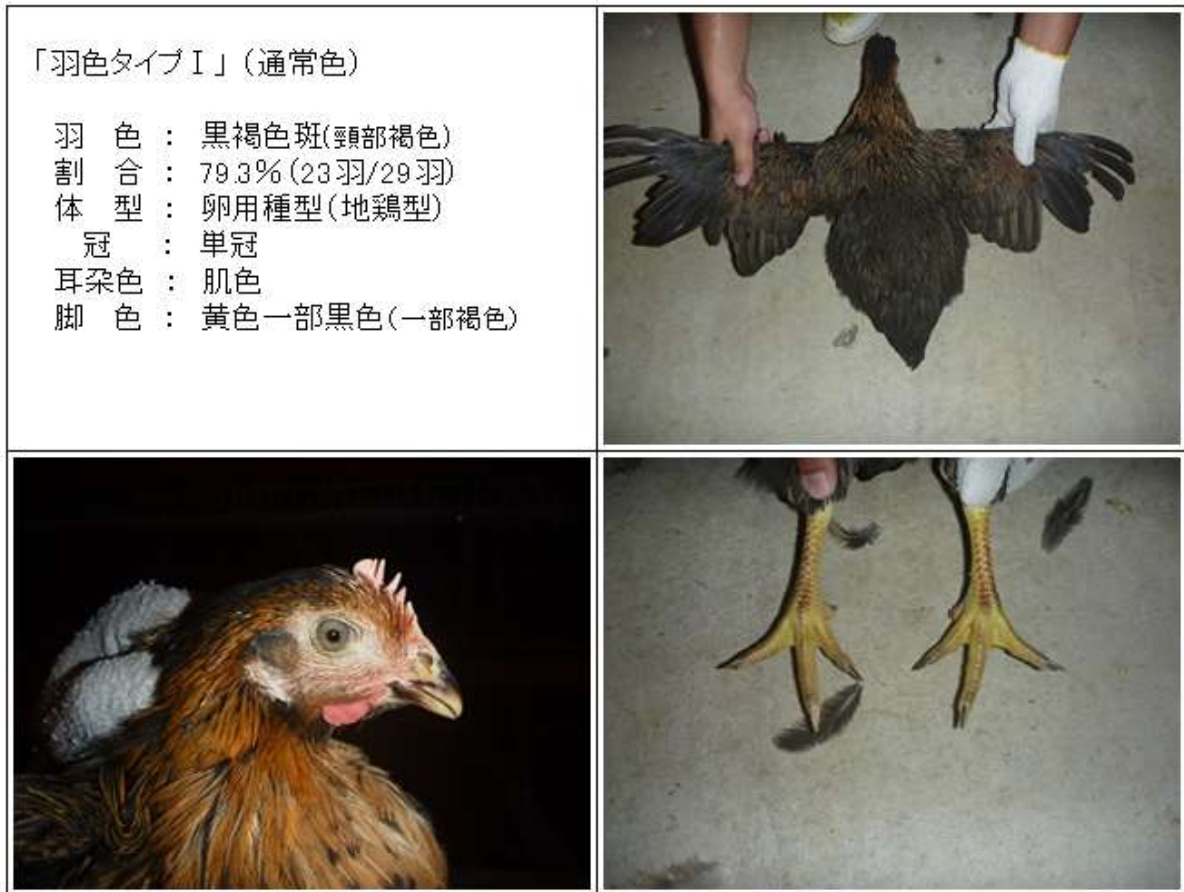 「羽色タイプⅠ」(通常色)
羽 色 : 黒褐色斑(頸部褐色)
割 合 : 79.3%(23羽/29羽)
体 型 : 卵用種型(地鶏型)
冠 : 単冠
耳朶色 : 肌色
脚 色 : 黄色一部黒色(一部褐色)